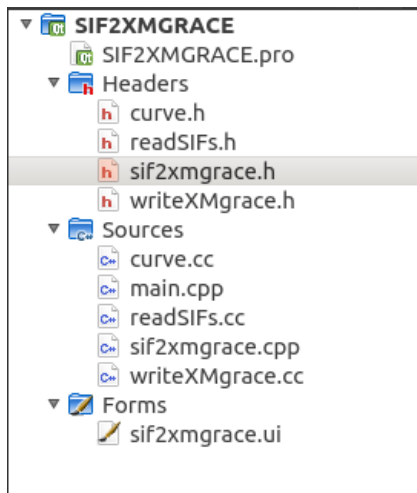 SIF2XMGRACE
SIF2XMGRACE.pro
Headers
curve.h
readSIFs.h
sif2xmgrace.h
writeXMgrace.h
Sources
curve.cc
main.cpp
readSIFs.cc
sif2xmgrace.cpp
writeXMgrace.cc
Forms
sif2xmgrace.ui